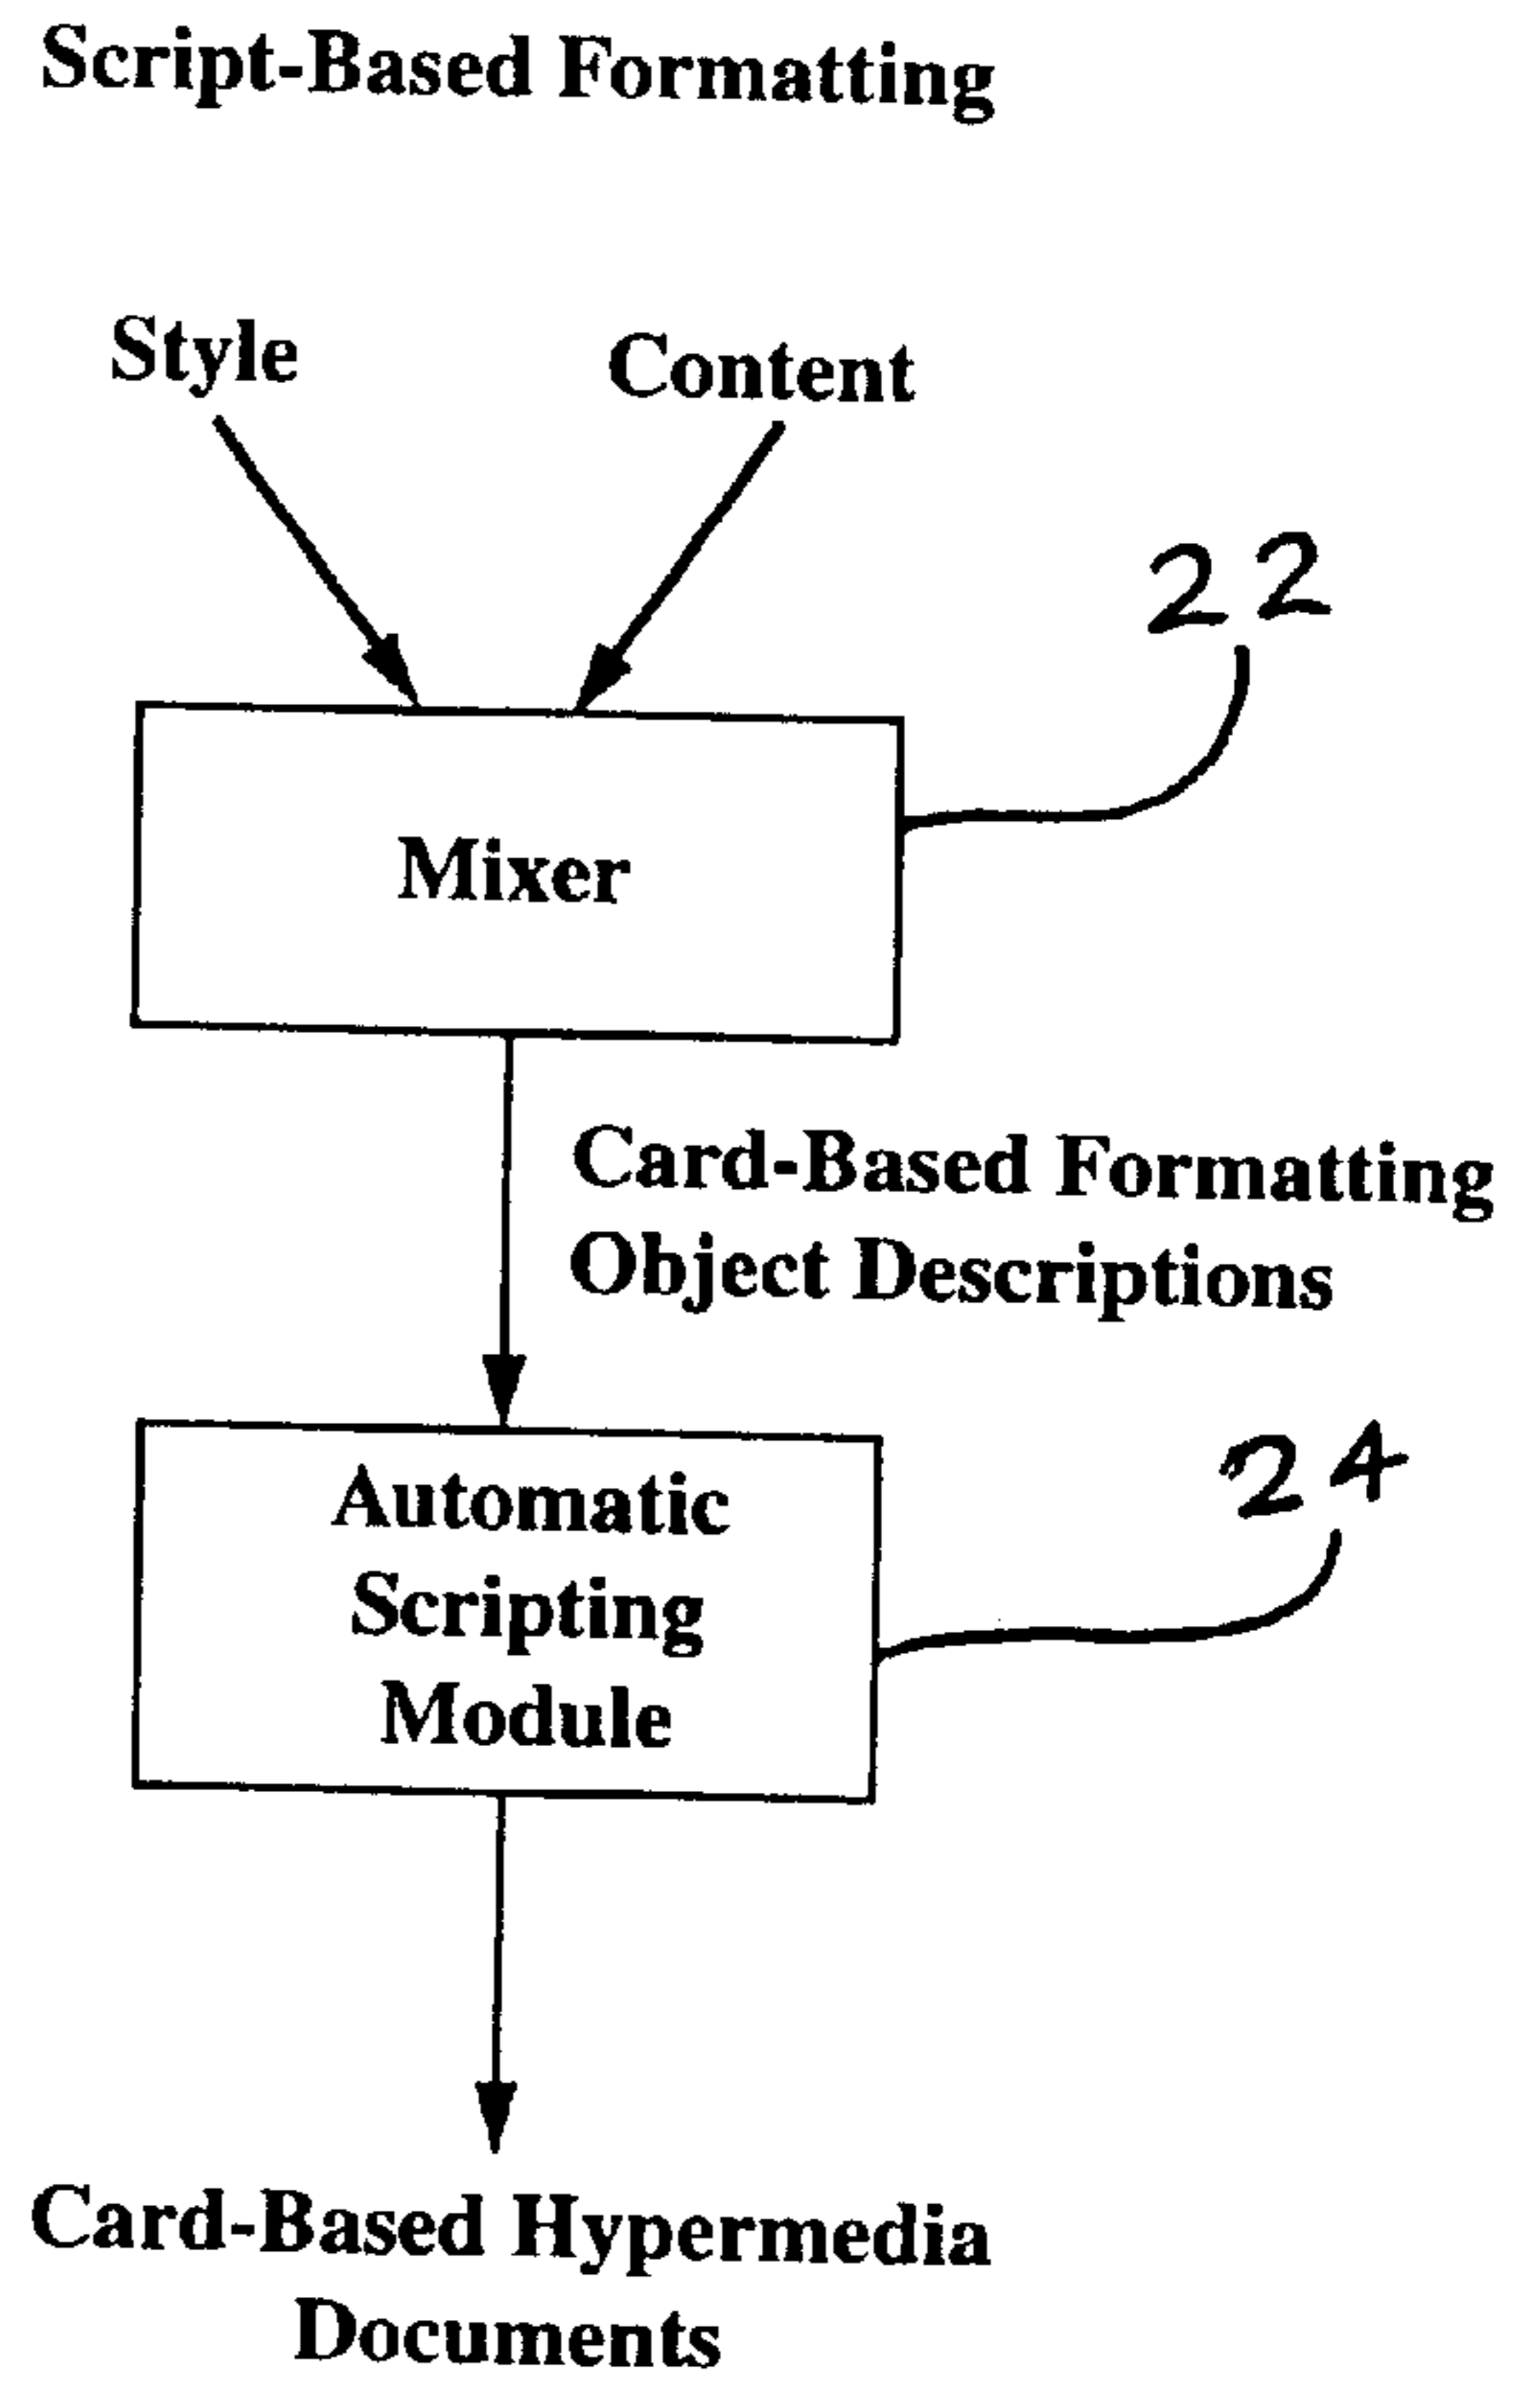 Script-Based Formatting
Style
Content
22
Mixer
Card-Based Formatting
Object Descriptions
24
Automatic
Scripting
Module
Card-Based Hypermedia
Documents